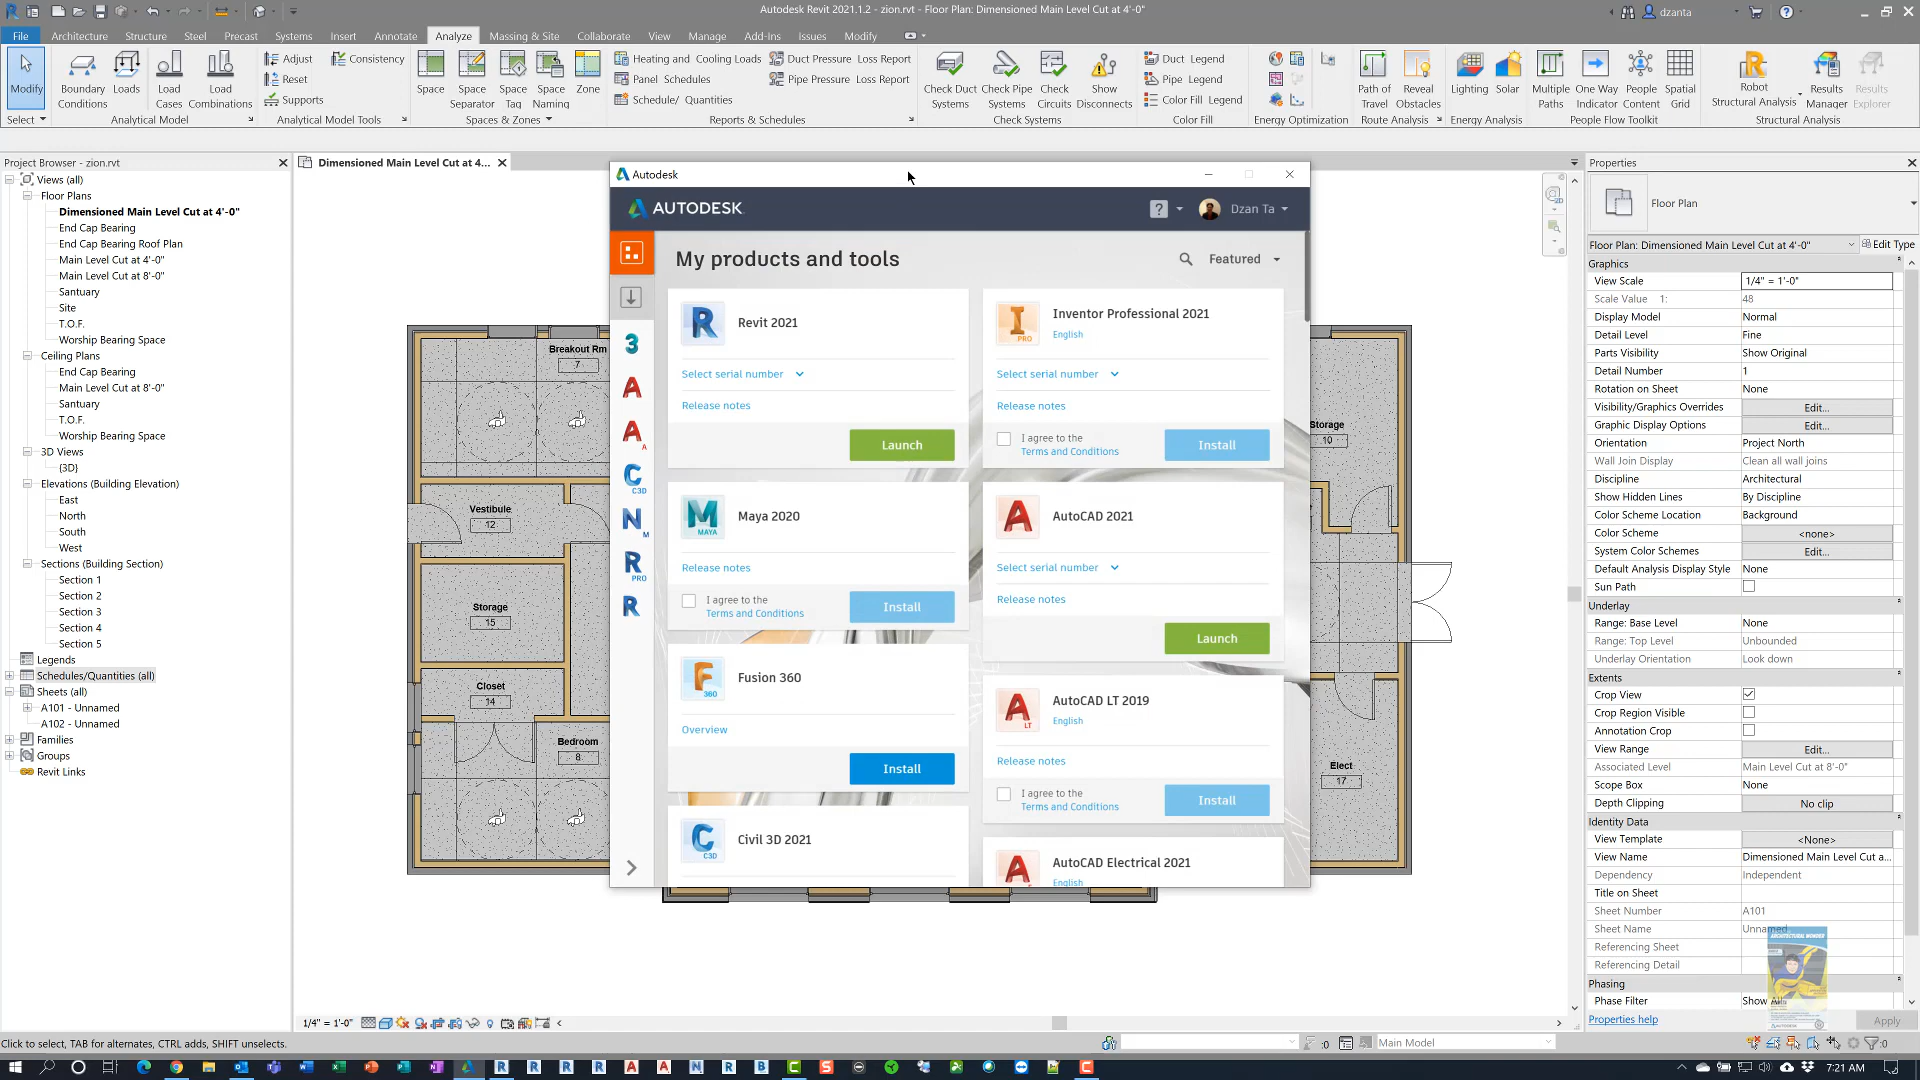 Autodesk Revit 2021.1.2 - zion.rvt - Floor Plan: Dimensioned Main Level Cut at 4'-0"
dzanta
File Architecture Structure Steel Precast Systems Insert Annotate Analyze Massing & Site Collaborate View Manage Add-Ins Issues Modify
Modify
Boundary Conditions
Loads
Load Cases
Load Combinations
Adjust
Reset
Supports
Consistency
Space
Space Separator
Space Tag
Space Naming
Zone
Heating and Cooling Loads
Panel Schedules
Schedule/ Quantities
Duct Pressure Loss Report
Pipe Pressure Loss Report
Check Duct Systems
Check Pipe Systems
Check Circuits
Show Disconnects
Duct Legend
Pipe Legend
Color Fill Legend
Path of Travel
Reveal Obstacles
Lighting
Solar
Multiple Paths
One Way Indicator
People Content
Spatial Grid
Robot Structural Analysis
Results Manager
Results Explorer
Select
Analytical Model
Analytical Model Tools
Spaces & Zones
Reports & Schedules
Check Systems
Color Fill
Energy Optimization
Route Analysis
Energy Analysis
People Flow Toolkit
Structural Analysis
Project Browser - zion.rvt
Views (all)
Floor Plans
Dimensioned Main Level Cut at 4'-0"
End Cap Bearing
End Cap Bearing Roof Plan
Main Level Cut at 4'-0"
Main Level Cut at 8'-0"
Santuary
Site
T.O.F.
Worship Bearing Space
Ceiling Plans
End Cap Bearing
Main Level Cut at 8'-0"
Santuary
T.O.F.
Worship Bearing Space
3D Views
{3D}
Elevations (Building Elevation)
East
North
South
West
Sections (Building Section)
Section 1
Section 2
Section 3
Section 4
Section 5
Legends
Schedules/Quantities (all)
Sheets (all)
A101 - Unnamed
A102 - Unnamed
Families
Groups
Revit Links
Dimensioned Main Level Cut at 4...
Breakout Rm
7
Vestibule
12
Storage
15
Closet
14
Bedroom
8
Storage
10
Elect
17
Autodesk
AUTODESK
Dzan Ta
My products and tools
Featured
Revit 2021
Select serial number
Release notes
Launch
Inventor Professional 2021
English
Select serial number
Release notes
I agree to the
Terms and Conditions
Install
Maya 2020
Release notes
I agree to the
Terms and Conditions
Install
AutoCAD 2021
Select serial number
Release notes
Launch
Fusion 360
Overview
Install
AutoCAD LT 2019
English
Release notes
I agree to the
Terms and Conditions
Install
Civil 3D 2021
AutoCAD Electrical 2021
English
Properties
Floor Plan
Floor Plan: Dimensioned Main Level Cut at 4'-0"
Edit Type
Graphics
View Scale 1/4" = 1'-0"
Scale Value 1: 48
Display Model Normal
Detail Level Fine
Parts Visibility Show Original
Detail Number 1
Rotation on Sheet None
Visibility/Graphics Overrides Edit...
Graphic Display Options Edit...
Orientation Project North
Wall Join Display Clean all wall joins
Discipline Architectural
Show Hidden Lines By Discipline
Color Scheme Location Background
Color Scheme <none>
System Color Schemes Edit...
Default Analysis Display Style None
Sun Path
Underlay
Range: Base Level None
Range: Top Level Unbounded
Underlay Orientation Look down
Extents
Crop View
Crop Region Visible
Annotation Crop
View Range Edit...
Associated Level Main Level Cut at 8'-0"
Scope Box None
Depth Clipping No clip
Identity Data
View Template <None>
View Name Dimensioned Main Level Cut a...
Dependency Independent
Title on Sheet
Sheet Number A101
Sheet Name Unnamed
Referencing Sheet
Referencing Detail
Phasing
Phase Filter Show All
Properties help
Apply
1/4" = 1'-0"
Click to select, TAB for alternates, CTRL adds, SHIFT unselects.
:0
Main Model
:0
7:21 AM